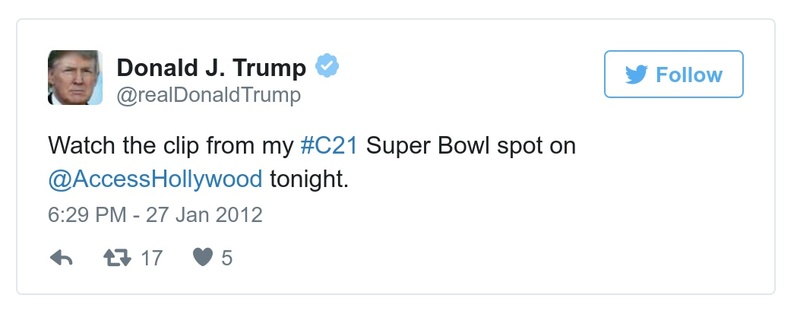 Donald J. Trump
@realDonaldTrump
Follow
Watch the clip from my #C21 Super Bowl spot on
@AccessHollywood tonight.
6:29 PM - 27 Jan 2012
17 5